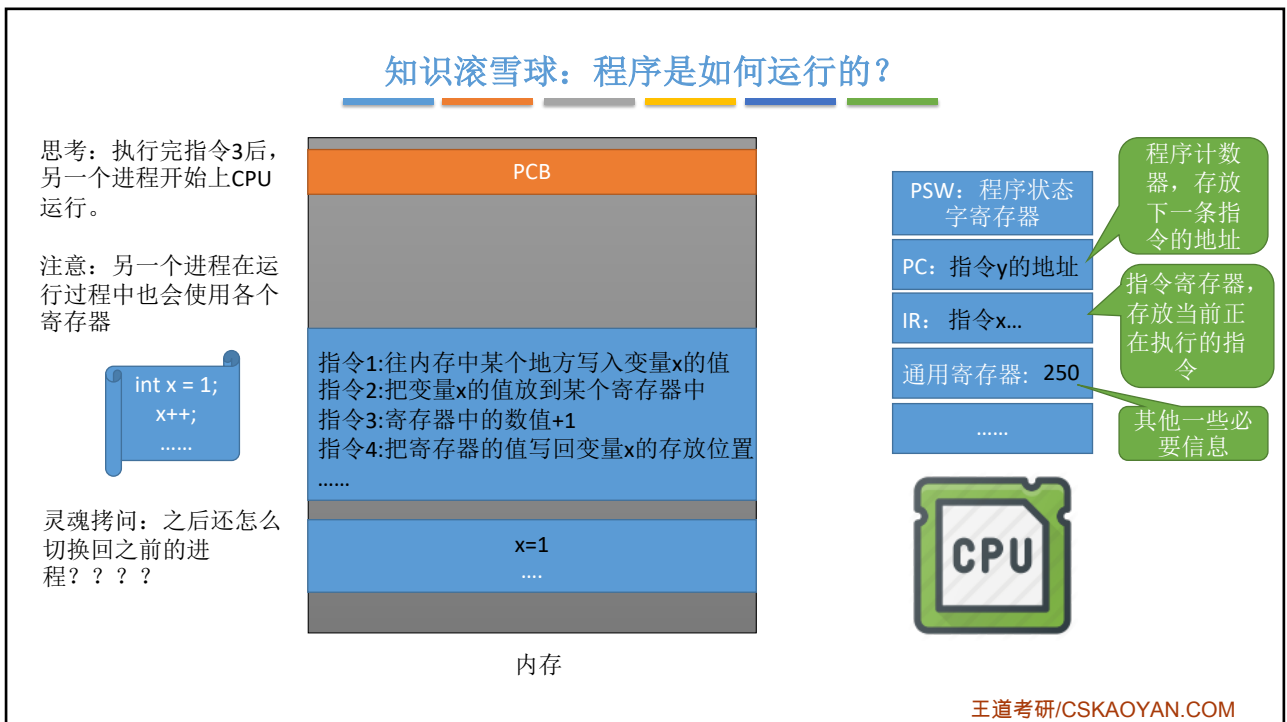 知识滚雪球：程序是如何运行的？
思考：执行完指令3后，
另一个进程开始上CPU
运行。
注意：另一个进程在运
行过程中也会使用各个
寄存器
int x = 1;
x++;
……
灵魂拷问：之后还怎么
切换回之前的进
程？？？？
PCB
指令1:往内存中某个地方写入变量x的值
指令2:把变量x的值放到某个寄存器中
指令3:寄存器中的数值+1
指令4:把寄存器的值写回变量x的存放位置
……
x=1
….
内存
PSW：程序状态
字寄存器
PC：指令y的地址
IR： 指令x…
通用寄存器: 250
……
程序计数
器，存放
下一条指
令的地址
指令寄存器，
存放当前正
在执行的指
令
其他一些必
要信息
CPU
王道考研/CSKAOYAN.COM